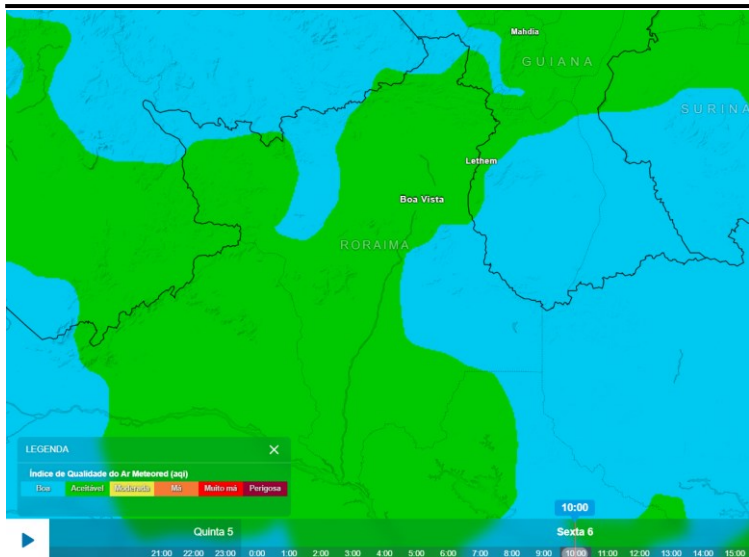 Mahdia
GUIANA
SURINA
Lethem
Boa Vista
RORAIMA
LEGENDA
Índice de Qualidade do Ar Meteored (aqi)
Boa Aceitável Moderada Má Muito má Perigosa
10:00
Quinta 5 Sexta 6
21:00 22:00 23:00 0:00 1:00 2:00 3:00 4:00 5:00 6:00 7:00 8:00 9:00 10:00 11:00 12:00 13:00 14:00 15:00